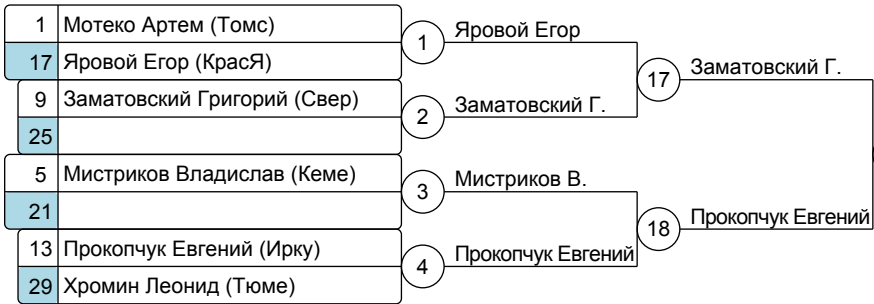 1 Мотеко Артем (Томс)
17 Яровой Егор (КрасЯ)
1 Яровой Егор
9 Заматовский Григорий (Свер)
25
2 Заматовский Г.
17 Заматовский Г.
5 Мистриков Владислав (Кеме)
21
3 Мистриков В.
13 Прокопчук Евгений (Ирку)
29 Хромин Леонид (Тюме)
4 Прокопчук Евгений
18 Прокопчук Евгений